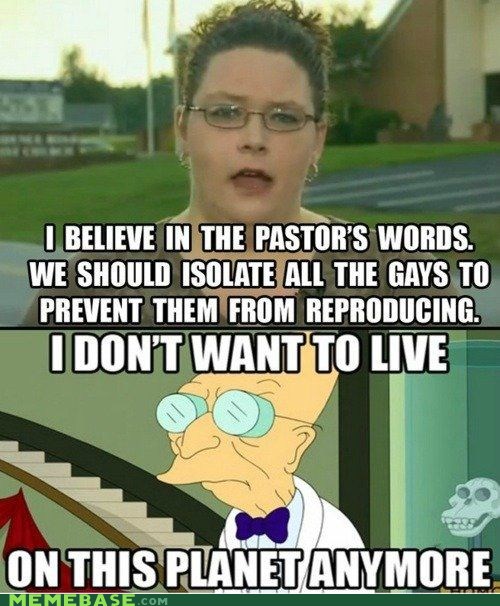 I BELIEVE IN THE PASTOR'S WORDS.
WE SHOULD ISOLATE ALL THE GAYS TO
PREVENT THEM FROM REPRODUCING.
I DON'T WANT TO LIVE
ON THIS PLANET ANYMORE
MEMEBASE.COM